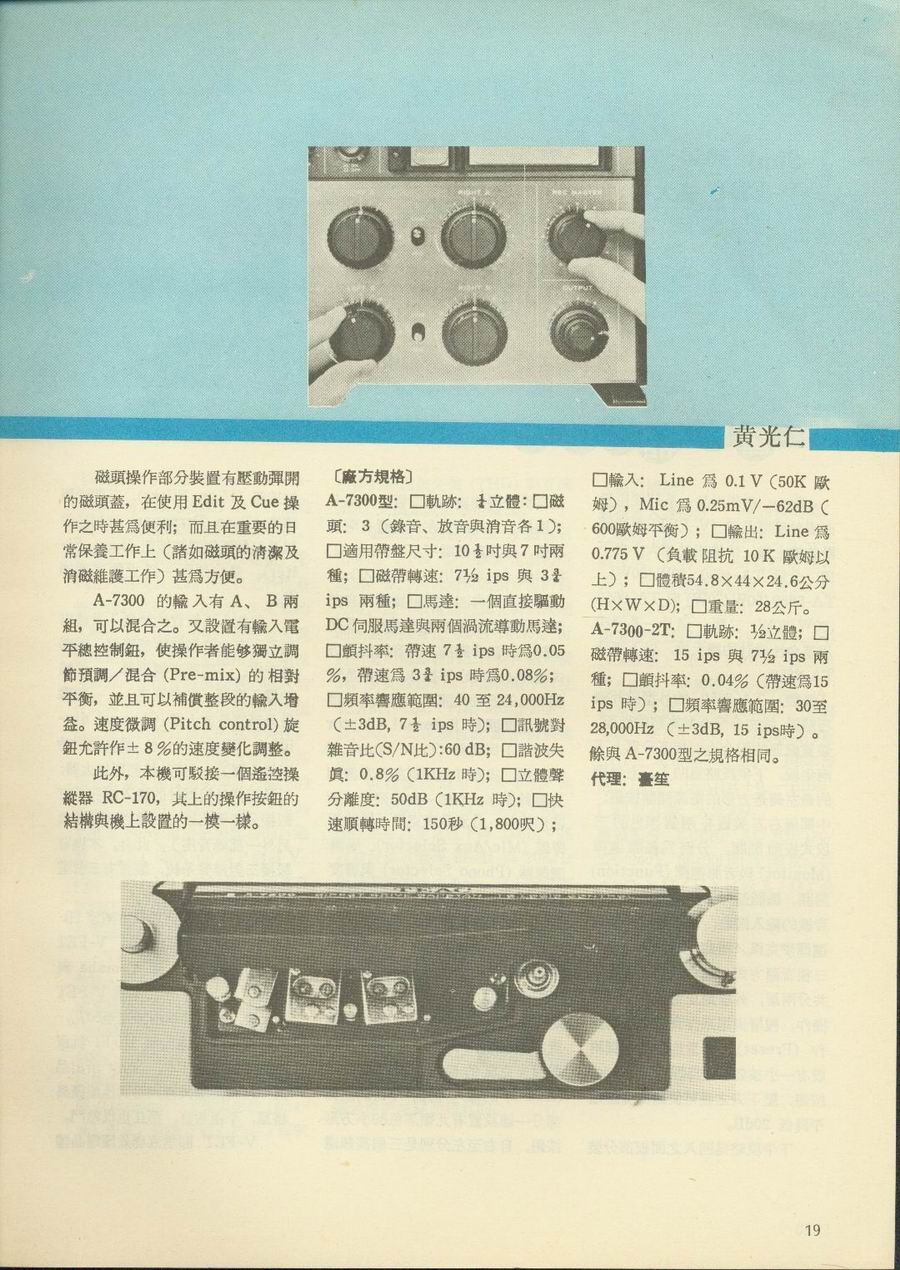 RIGHT A
REC MASTER
RIGHT B
OUTPUT
黃光仁
磁頭操作部分裝置有壓動彈開
的磁頭蓋，在使用 Edit 及 Cue 操
作之時甚爲便利；而且在重要的日
常保養工作上（諸如磁頭的清潔及
消磁維護工作）甚爲方便。
A-7300 的輸入有 A、 B 兩
組，可以混合之。又設置有輸入電
平總控制鈕，使操作者能够獨立調
節預調／混合 (Pre-mix) 的相對
平衡，並且可以補償整段的輸入增
益。速度微調 (Pitch control) 旋
鈕允許作± 8 %的速度變化調整。
此外，本機可駁接一個遙控操
縱器 RC-170，其上的操作按鈕的
結構與機上設置的一模一樣。
〔廠方規格〕
A-7300型：□軌跡：¼立體：□磁
頭：3（錄音、放音與消音各 1）；
□適用帶盤尺寸：10½吋與 7 吋兩
種；□磁帶轉速：7½ ips 與 3¾
ips 兩種；□馬達：一個直接驅動
DC 伺服馬達與兩個渦流導動馬達；
□顫抖率：帶速 7½ ips 時爲0.05
%，帶速爲 3¾ ips 時爲0.08%；
□頻率響應範圍：40 至 24,000Hz
（±3dB, 7½ ips 時）；□訊號對
雜音比(S/N比)：60 dB；□諧波失
眞：0.8%（1KHz 時）；□立體聲
分離度：50dB（1KHz 時）；□快
速順轉時間：150秒（1,800呎）；
□輸入：Line 爲 0.1 V（50K 歐
姆），Mic 爲 0.25mV/—62dB（
600歐姆平衡）；□輸出：Line 爲
0.775 V（負載阻抗 10 K 歐姆以
上）；□體積54.8×44×24.6公分
(H×W×D)；□重量：28公斤。
A-7300-2T：□軌跡：½立體；□
磁帶轉速：15 ips 與 7½ ips 兩
種；□顫抖率：0.04%（帶速爲15
ips 時）；□頻率響應範圍：30至
28,000Hz （±3dB, 15 ips時）。
餘與 A-7300型之規格相同。
代理：臺笙
TEAC
19